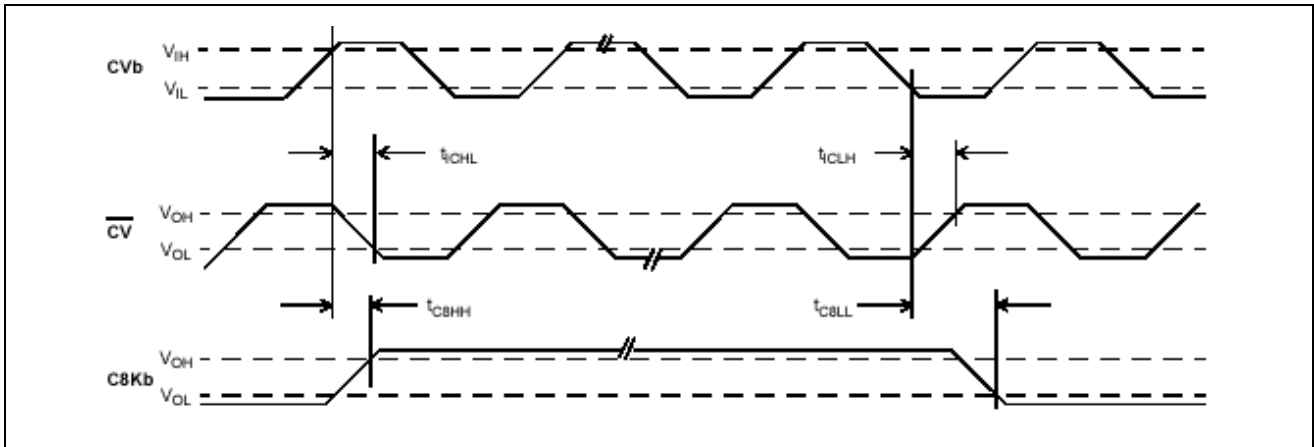 CVb
VIH
VIL
tICHL
tICLH
CV
VOH
VOL
tC8HH
tC8LL
C8Kb
VOH
VOL